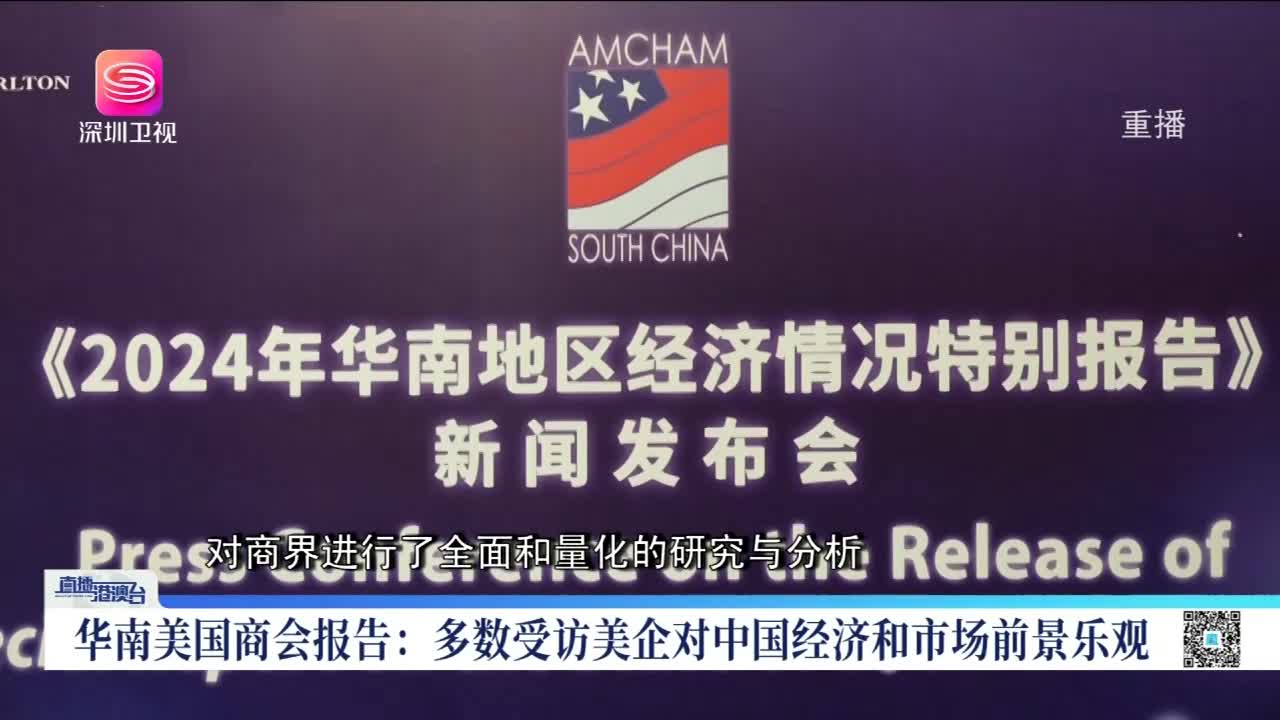 AMCHAM
RLTON
深圳卫视
重播
SOUTH CHINA
《2024年华南地区经济情况特别报告》
新闻发布会
Press Conference on the Release of
对商界进行了全面和量化的研究与分析
直播港澳台
华南美国商会报告：多数受访美企对中国经济和市场前景乐观